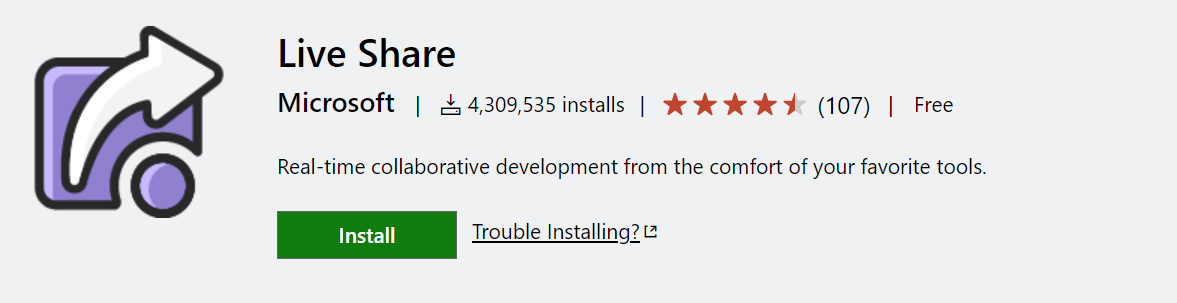 Live Share
Microsoft | 4,309,535 installs | (107) | Free
Real-time collaborative development from the comfort of your favorite tools.
Install Trouble Installing?